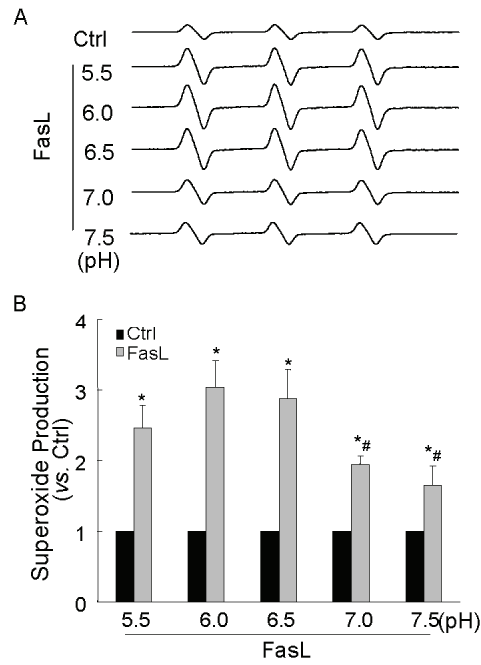 A
Ctrl
FasL
5.5
6.0
6.5
7.0
7.5
(pH)
B
Superoxide Production
(vs. Ctrl)
4
3
2
1
0
Ctrl
FasL
*
*
*
*#
*#
5.5 6.0 6.5 7.0 7.5 (pH)
FasL